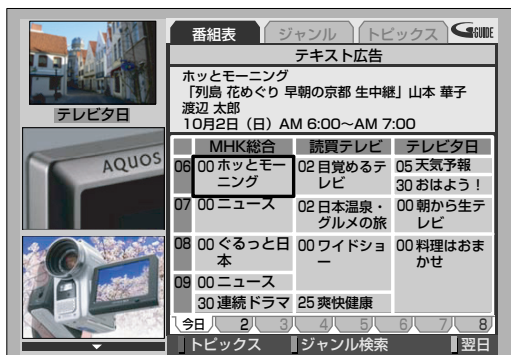 番組表 ジャンル トピックス GGUIDE
テキスト広告
ホッとモーニング
「列島 花めぐり 早朝の京都 生中継」山本 華子
渡辺 太郎
10月2日（日）AM 6:00～AM 7:00
テレビタ日
AQUOS
MHK総合 読買テレビ テレビタ日
06 00 ホッとモー 02 目覚めるテ 05 天気予報
ニング レビ 30 おはよう！
07 00 ニュース 02 日本温泉・ 00 朝から生テ
グルメの旅 レビ
08 00 ぐるっと日 00 ワイドショ 00 料理はおま
本 ー かせ
09 00 ニュース
30 連続ドラマ 25 爽快健康
今日 2 3 4 5 6 7 8
トピックス ジャンル検索 翌日